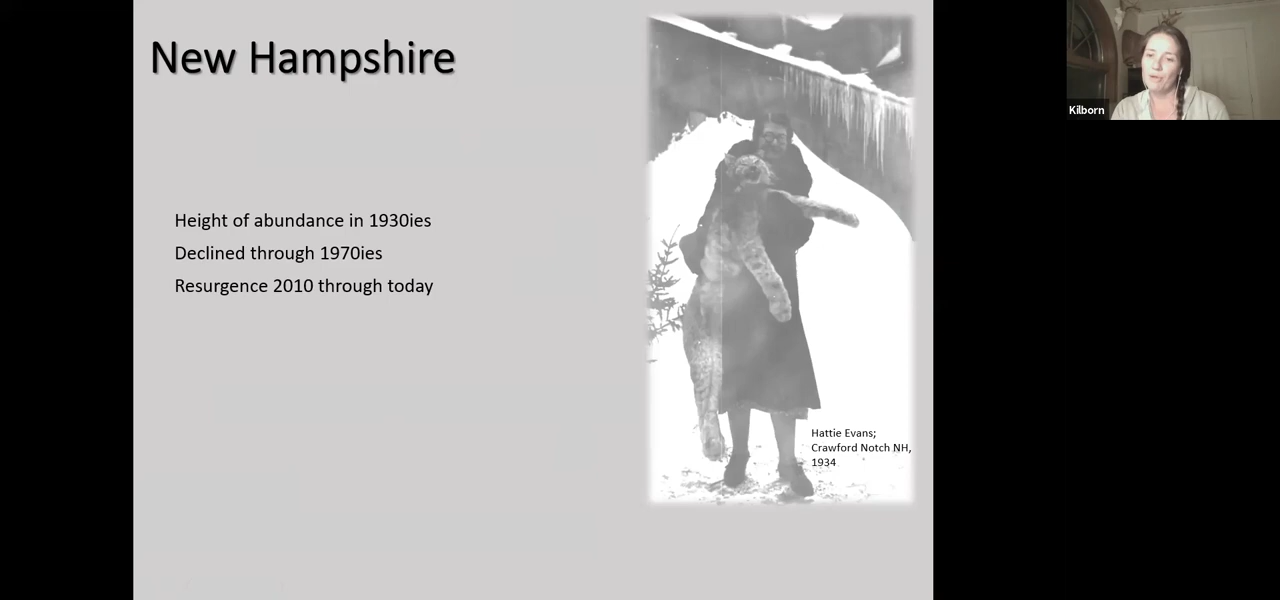 New Hampshire
Height of abundance in 1930ies
Declined through 1970ies
Resurgence 2010 through today
Hattie Evans;
Crawford Notch NH,
1934
Kilborn